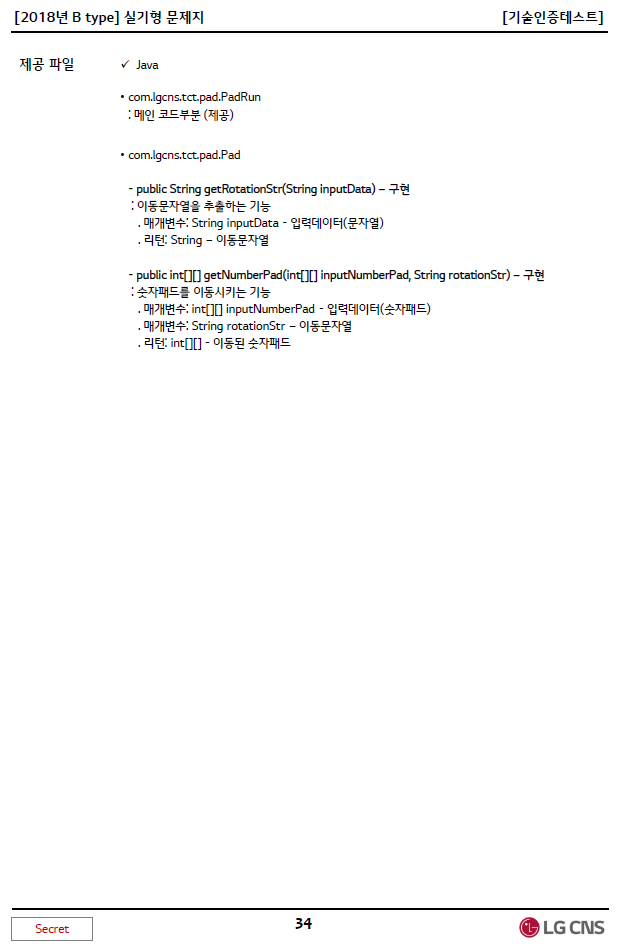 [2018년 B type] 실기형 문제지
[기술인증테스트]
제공 파일
✓ Java
• com.lgcns.tct.pad.PadRun
: 메인 코드부분 (제공)
• com.lgcns.tct.pad.Pad
- public String getRotationStr(String inputData) – 구현
: 이동문자열을 추출하는 기능
. 매개변수: String inputData - 입력데이터(문자열)
. 리턴: String – 이동문자열
- public int[][] getNumberPad(int[][] inputNumberPad, String rotationStr) – 구현
: 숫자패드를 이동시키는 기능
. 매개변수: int[][] inputNumberPad - 입력데이터(숫자패드)
. 매개변수: String rotationStr – 이동문자열
. 리턴: int[][] - 이동된 숫자패드
Secret
34
LG CNS